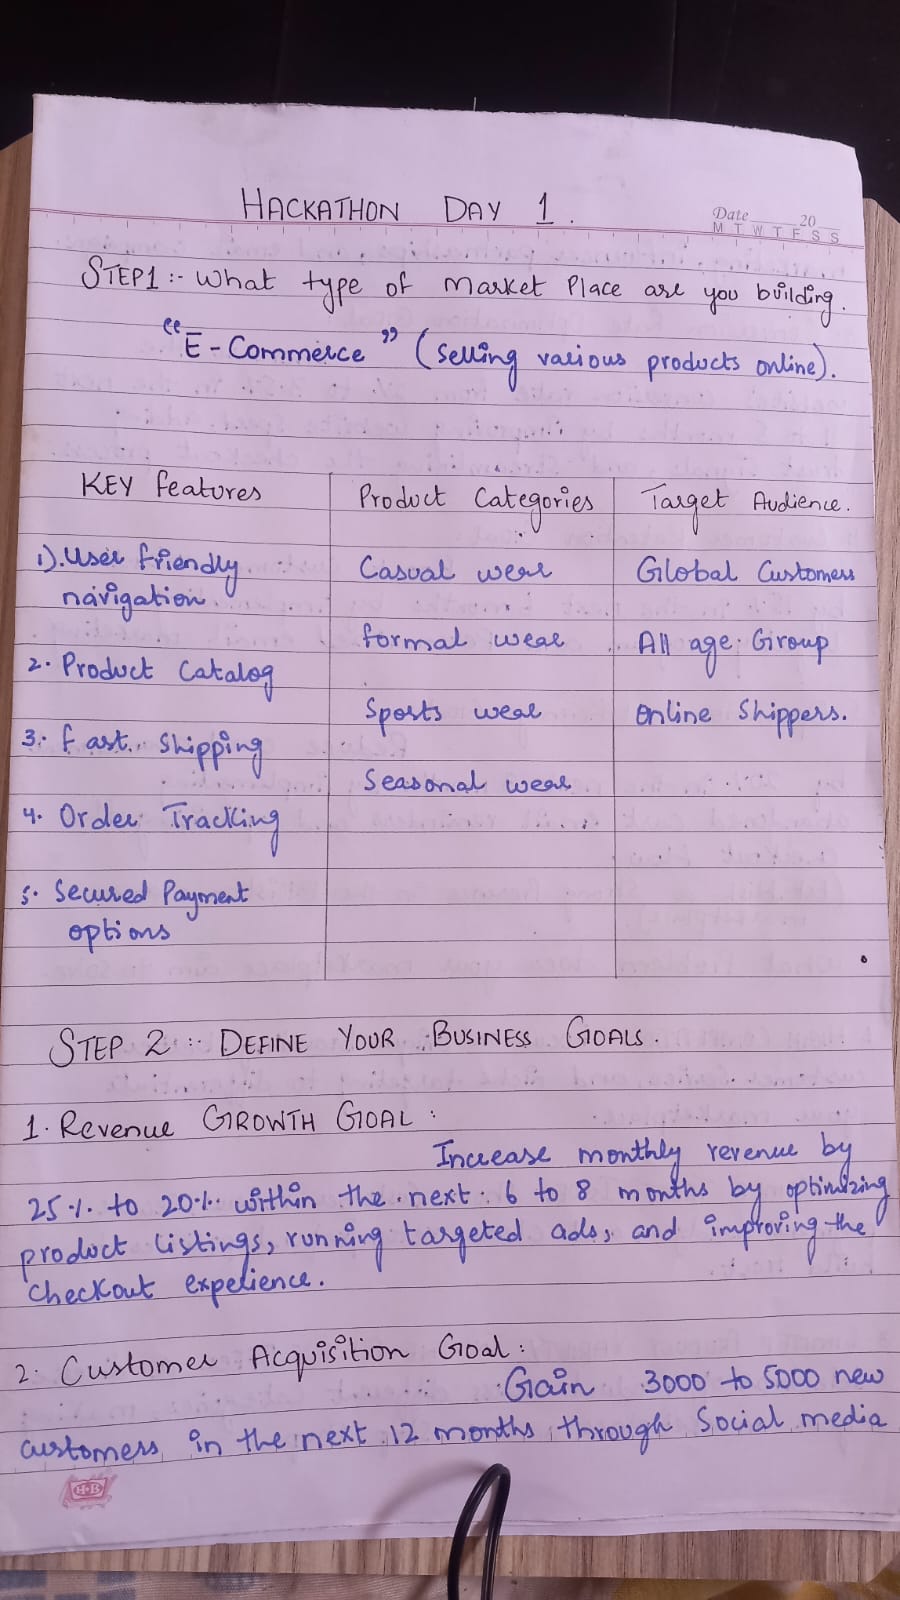 HACKATHON DAY 1.
Date 20
M T W T F S S
STEP1:- What type of Market Place are you building.
"E-Commerce" (selling various products online).
KEY features
Product Categories
Target Audience.
1). User friendly
navigation
2. Product Catalog
3. fast Shipping
4. Order Tracking
5. Secured Payment
options
Casual wear
formal wear
Sports wear
Seasonal wear
Global Customers
All age Group
Online Shippers.
STEP 2:- DEFINE YOUR BUSINESS GOALS.
1. Revenue GROWTH GOAL:
Increase monthly revenue by
25% to 20% within the next 6 to 8 months by optimizing
product listings, running targeted ads, and improving the
checkout experience.
2. Customer Acquisition Goal:
Gain 3000 to 5000 new
customers in the next 12 months through Social media
H·B